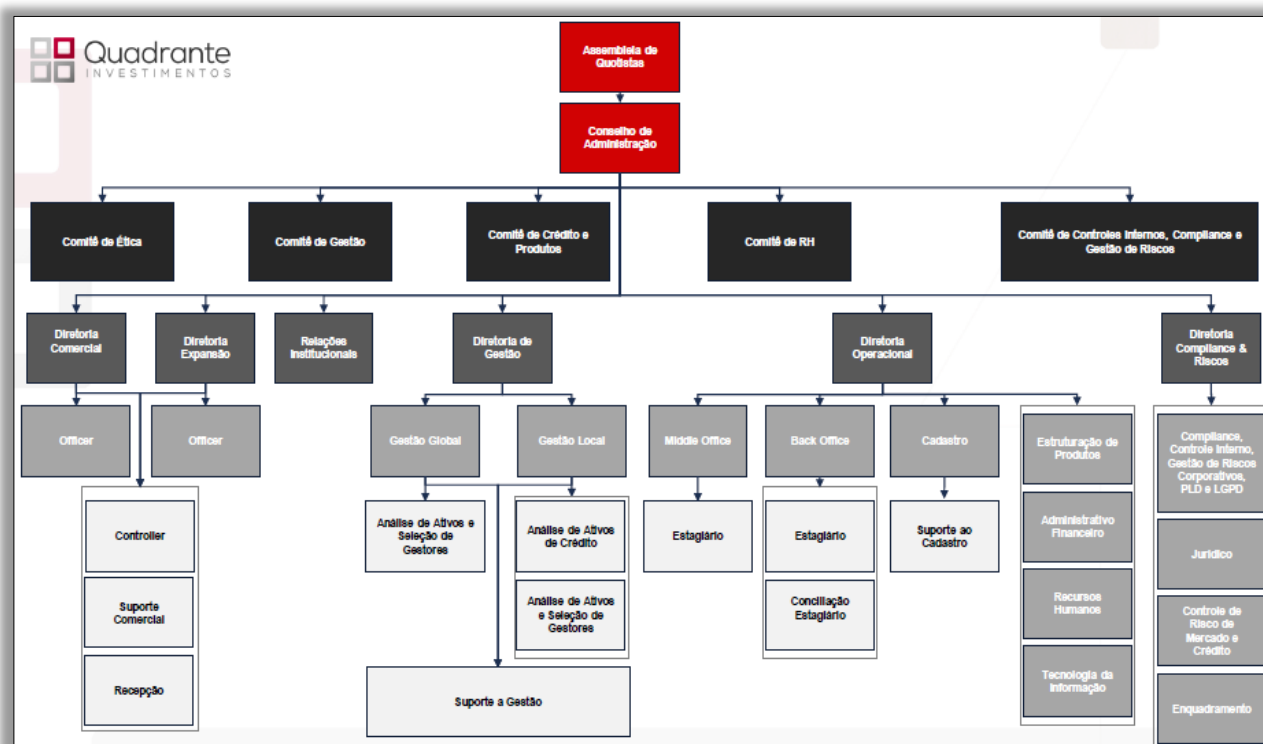 Quadrante
INVESTIMENTOS
Assembleia de
Quotistas
Conselho de
Administração
Comitê de Ética
Comitê de Gestão
Comitê de Crédito e
Produtos
Comitê de RH
Comitê de Controles Internos, Compliance e
Gestão de Riscos
Diretoria
Comercial
Diretoria
Expansão
Relações
Institucionais
Diretoria de
Gestão
Diretoria
Operacional
Diretoria
Compliance &
Riscos
Officer
Officer
Gestão Global
Gestão Local
Middle Office
Back Office
Cadastro
Estruturação de
Produtos
Compliance,
Controle Interno,
Gestão de Riscos
Corporativos,
PLD e LGPD
Controller
Análise de Ativos e
Seleção de
Gestores
Análise de Ativos
de Crédito
Estagiário
Estagiário
Suporte ao
Cadastro
Administrativo
Financeiro
Jurídico
Suporte
Comercial
Análise de Ativos
e Seleção de
Gestores
Conciliação
Estagiário
Recursos
Humanos
Controle de
Risco de
Mercado e
Crédito
Recepção
Suporte a Gestão
Tecnologia da
Informação
Enquadramento